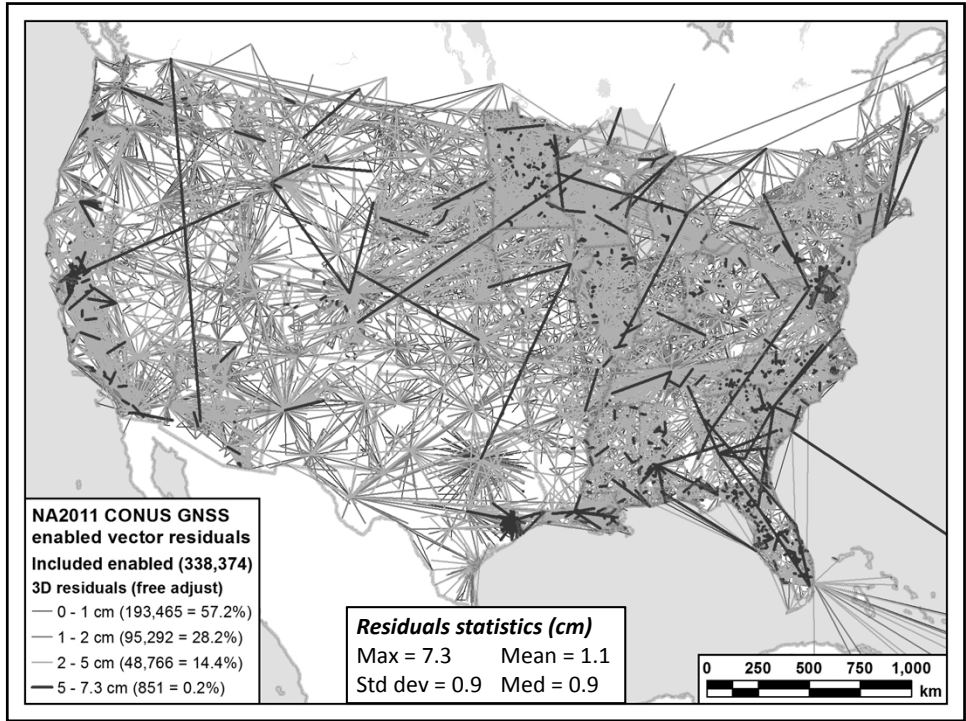 NA2011 CONUS GNSS
enabled vector residuals
Included enabled (338,374)
3D residuals (free adjust)
0 - 1 cm (193,465 = 57.2%)
1 - 2 cm (95,292 = 28.2%)
2 - 5 cm (48,766 = 14.4%)
5 - 7.3 cm (851 = 0.2%)
Residuals statistics (cm)
Max = 7.3 Mean = 1.1
Std dev = 0.9 Med = 0.9
0 250 500 750 1,000
km